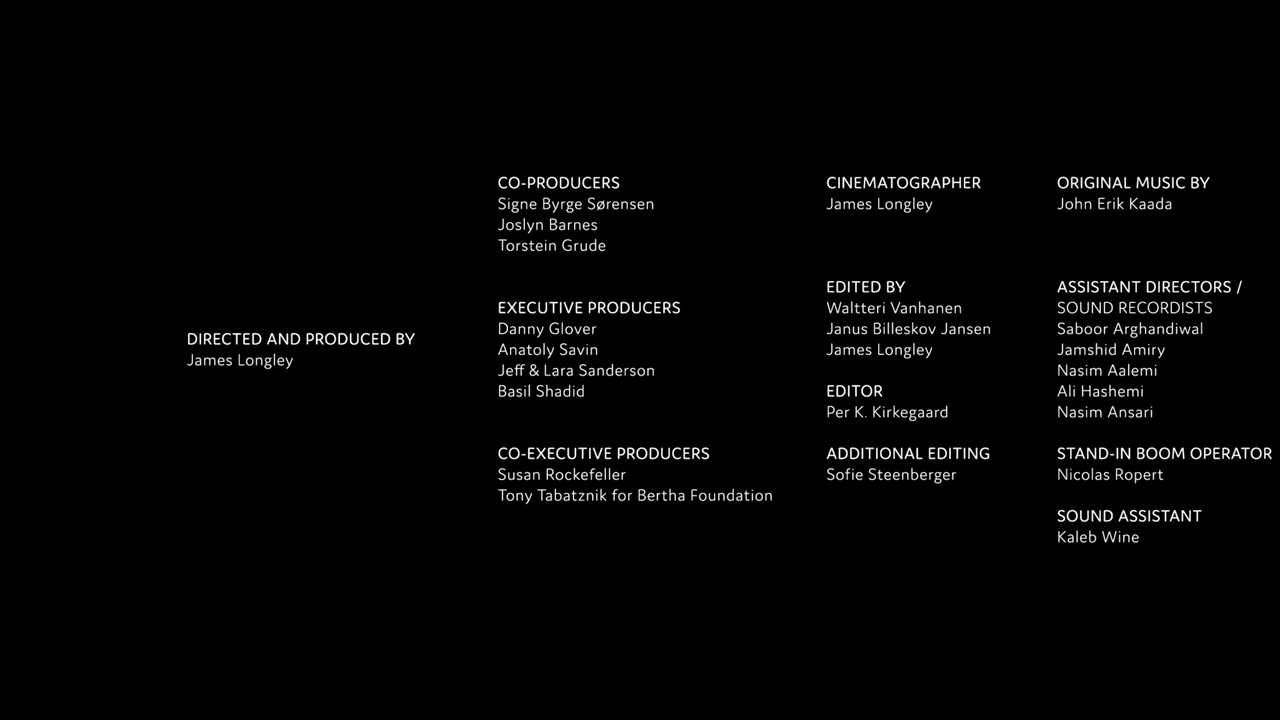 DIRECTED AND PRODUCED BY
James Longley
CO-PRODUCERS
Signe Byrge Sørensen
Joslyn Barnes
Torstein Grude
EXECUTIVE PRODUCERS
Danny Glover
Anatoly Savin
Jeff & Lara Sanderson
Basil Shadid
CO-EXECUTIVE PRODUCERS
Susan Rockefeller
Tony Tabatznik for Bertha Foundation
CINEMATOGRAPHER
James Longley
EDITED BY
Waltteri Vanhanen
Janus Billeskov Jansen
James Longley
EDITOR
Per K. Kirkegaard
ADDITIONAL EDITING
Sofie Steenberger
ORIGINAL MUSIC BY
John Erik Kaada
ASSISTANT DIRECTORS /
SOUND RECORDISTS
Saboor Arghandiwal
Jamshid Amiry
Nasim Aalemi
Ali Hashemi
Nasim Ansari
STAND-IN BOOM OPERATOR
Nicolas Ropert
SOUND ASSISTANT
Kaleb Wine